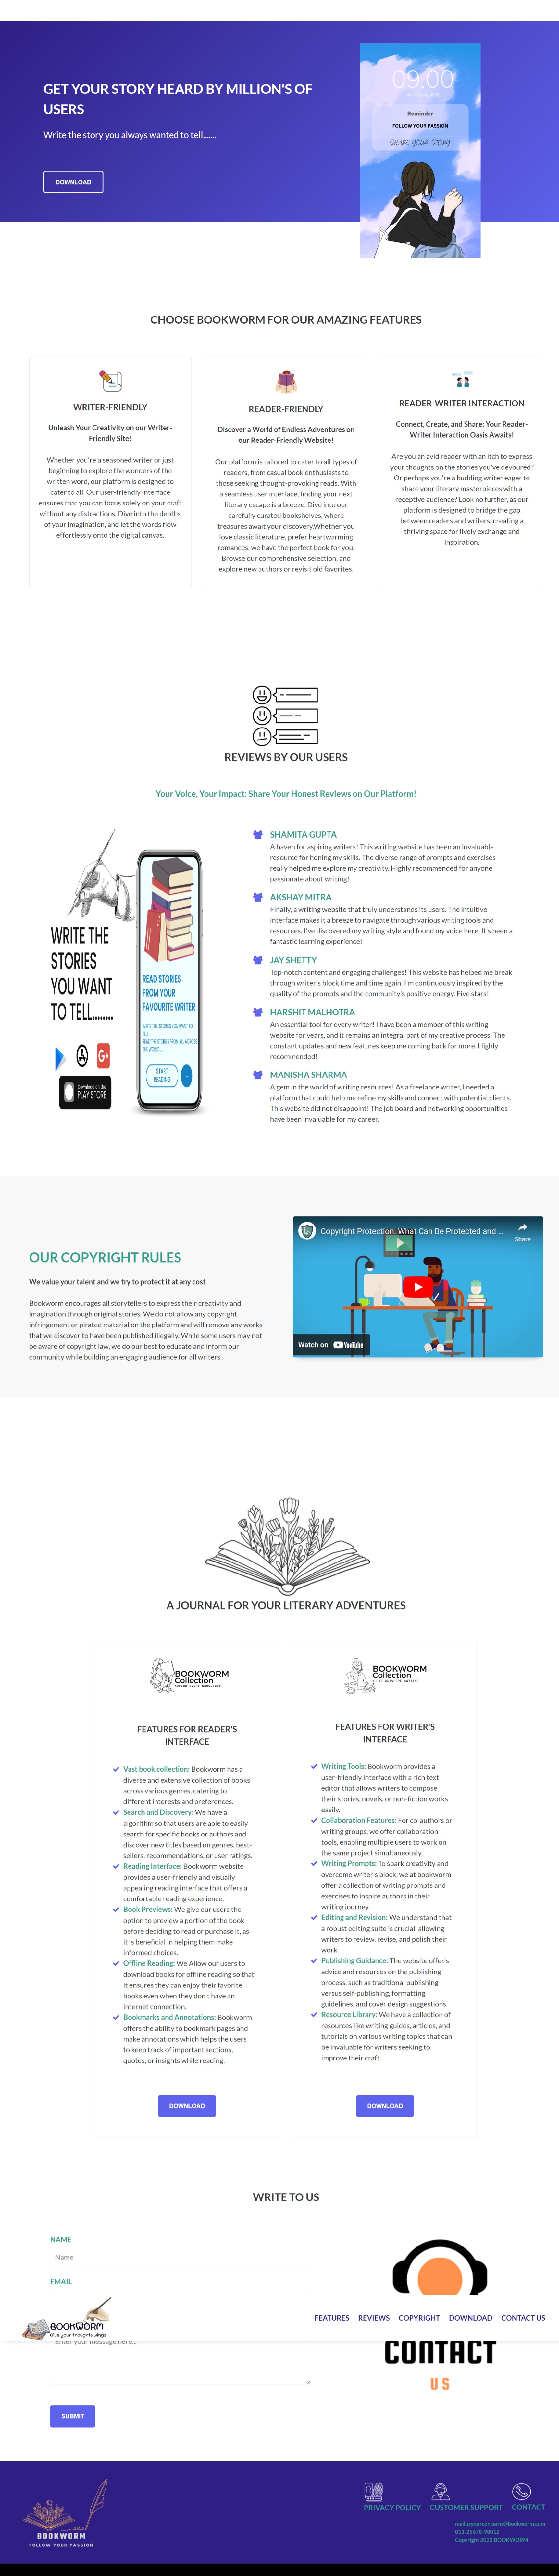 GET YOUR STORY HEARD BY MILLION'S OF
USERS
Write the story you always wanted to tell.......
DOWNLOAD
09.00
Reminder
FOLLOW YOUR PASSION
SHARE YOUR STORY
CHOOSE BOOKWORM FOR OUR AMAZING FEATURES
WRITER-FRIENDLY
Unleash Your Creativity on our Writer-
Friendly Site!
Whether you're a seasoned writer or just
beginning to explore the wonders of the
written word, our platform is designed to
cater to all. Our user-friendly interface
ensures that you can focus solely on your craft
without any distractions. Dive into the depths
of your imagination, and let the words flow
effortlessly onto the digital canvas.
READER-FRIENDLY
Discover a World of Endless Adventures on
our Reader-Friendly Website!
Our platform is tailored to cater to all types of
readers, from casual book enthusiasts to
those seeking thought-provoking reads. With
a seamless user interface, finding your next
literary escape is a breeze. Dive into our
carefully curated bookshelves, where
treasures await your discovery.Whether you
love classic literature, prefer heartwarming
romances, we have the perfect book for you.
Browse our comprehensive selection, and
explore new authors or revisit old favorites.
READER-WRITER INTERACTION
Connect, Create, and Share: Your Reader-
Writer Interaction Oasis Awaits!
Are you an avid reader with an itch to express
your thoughts on the stories you've devoured?
Or perhaps you're a budding writer eager to
share your literary masterpieces with a
receptive audience? Look no further, as our
platform is designed to bridge the gap
between readers and writers, creating a
thriving space for lively exchange and
inspiration.
REVIEWS BY OUR USERS
Your Voice, Your Impact: Share Your Honest Reviews on Our Platform!
WRITE THE
STORIES
YOU WANT
TO TELL........
Download on the
PLAY STORE
READ STORIES
FROM YOUR
FAVOURITE WRITER
WRITE THE STORIES YOU WANT TO
TELL
READ THE STORIES FROM ALL ACROSS
THE WORLD.....
START
READING
SHAMITA GUPTA
A haven for aspiring writers! This writing website has been an invaluable
resource for honing my skills. The diverse range of prompts and exercises
really helped me explore my creativity. Highly recommended for anyone
passionate about writing!
AKSHAY MITRA
Finally, a writing website that truly understands its users. The intuitive
interface makes it a breeze to navigate through various writing tools and
resources. I've discovered my writing style and found my voice here. It's been a
fantastic learning experience!
JAY SHETTY
Top-notch content and engaging challenges! This website has helped me break
through writer's block time and time again. I'm continuously inspired by the
quality of the prompts and the community's positive energy. Five stars!
HARSHIT MALHOTRA
An essential tool for every writer! I have been a member of this writing
website for years, and it remains an integral part of my creative process. The
constant updates and new features keep me coming back for more. Highly
recommended!
MANISHA SHARMA
A gem in the world of writing resources! As a freelance writer, I needed a
platform that could help me refine my skills and connect with potential clients.
This website did not disappoint! The job board and networking opportunities
have been invaluable for my career.
OUR COPYRIGHT RULES
We value your talent and we try to protect it at any cost
Bookworm encourages all storytellers to express their creativity and
imagination through original stories. We do not allow any copyright
infringement or pirated material on the platform and will remove any works
that we discover to have been published illegally. While some users may not
be aware of copyright law, we do our best to educate and inform our
community while building an engaging audience for all writers.
Copyright Protection: What Can Be Protected and ...
Share
Watch on YouTube
A JOURNAL FOR YOUR LITERARY ADVENTURES
BOOKWORM
Collection
ACCESS EVERY KNOWLEDGE
FEATURES FOR READER'S
INTERFACE
Vast book collection: Bookworm has a
diverse and extensive collection of books
across various genres, catering to
different interests and preferences.
Search and Discovery: We have a
algorithm so that users are able to easily
search for specific books or authors and
discover new titles based on genres, best-
sellers, recommendations, or user ratings.
Reading Interface: Bookworm website
provides a user-friendly and visually
appealing reading interface that offers a
comfortable reading experience.
Book Previews: We give our users the
option to preview a portion of the book
before deciding to read or purchase it, as
it is beneficial in helping them make
informed choices.
Offline Reading: We Allow our users to
download books for offline reading so that
it ensures they can enjoy their favorite
books even when they don't have an
internet connection.
Bookmarks and Annotations: Bookworm
offers the ability to bookmark pages and
make annotations which helps the users
to keep track of important sections,
quotes, or insights while reading.
DOWNLOAD
BOOKWORM
Collection
FEATURES FOR WRITER'S
INTERFACE
Writing Tools: Bookworm provides a
user-friendly interface with a rich text
editor that allows writers to compose
their stories, novels, or non-fiction works
easily.
Collaboration Features: For co-authors or
writing groups, we offer collaboration
tools, enabling multiple users to work on
the same project simultaneously,
Writing Prompts: To spark creativity and
overcome writer's block, we at bookworm
offer a collection of writing prompts and
exercises to inspire authors in their
writing journey.
Editing and Revision: We understand that
a robust editing suite is crucial, allowing
writers to review, revise, and polish their
work
Publishing Guidance: The website offer's
advice and resources on the publishing
process, such as traditional publishing
versus self-publishing, formatting
guidelines, and cover design suggestions.
Resource Library: We have a collection of
resources like writing guides, articles, and
tutorials on various writing topics that can
be invaluable for writers seeking to
improve their craft.
DOWNLOAD
WRITE TO US
NAME
Name
EMAIL
BOOKWORM
Give your thoughts wings
FEATURES REVIEWS COPYRIGHT DOWNLOAD CONTACT US
Enter your message here...
CONTACT
US
SUBMIT
BOOKWORM
FOLLOW YOUR PASSION
PRIVACY POLICY
CUSTOMER SUPPORT
CONTACT
mailusyourconcerns@bookworm.com
011-25678-98012
Copyright 2023,BOOKWORM